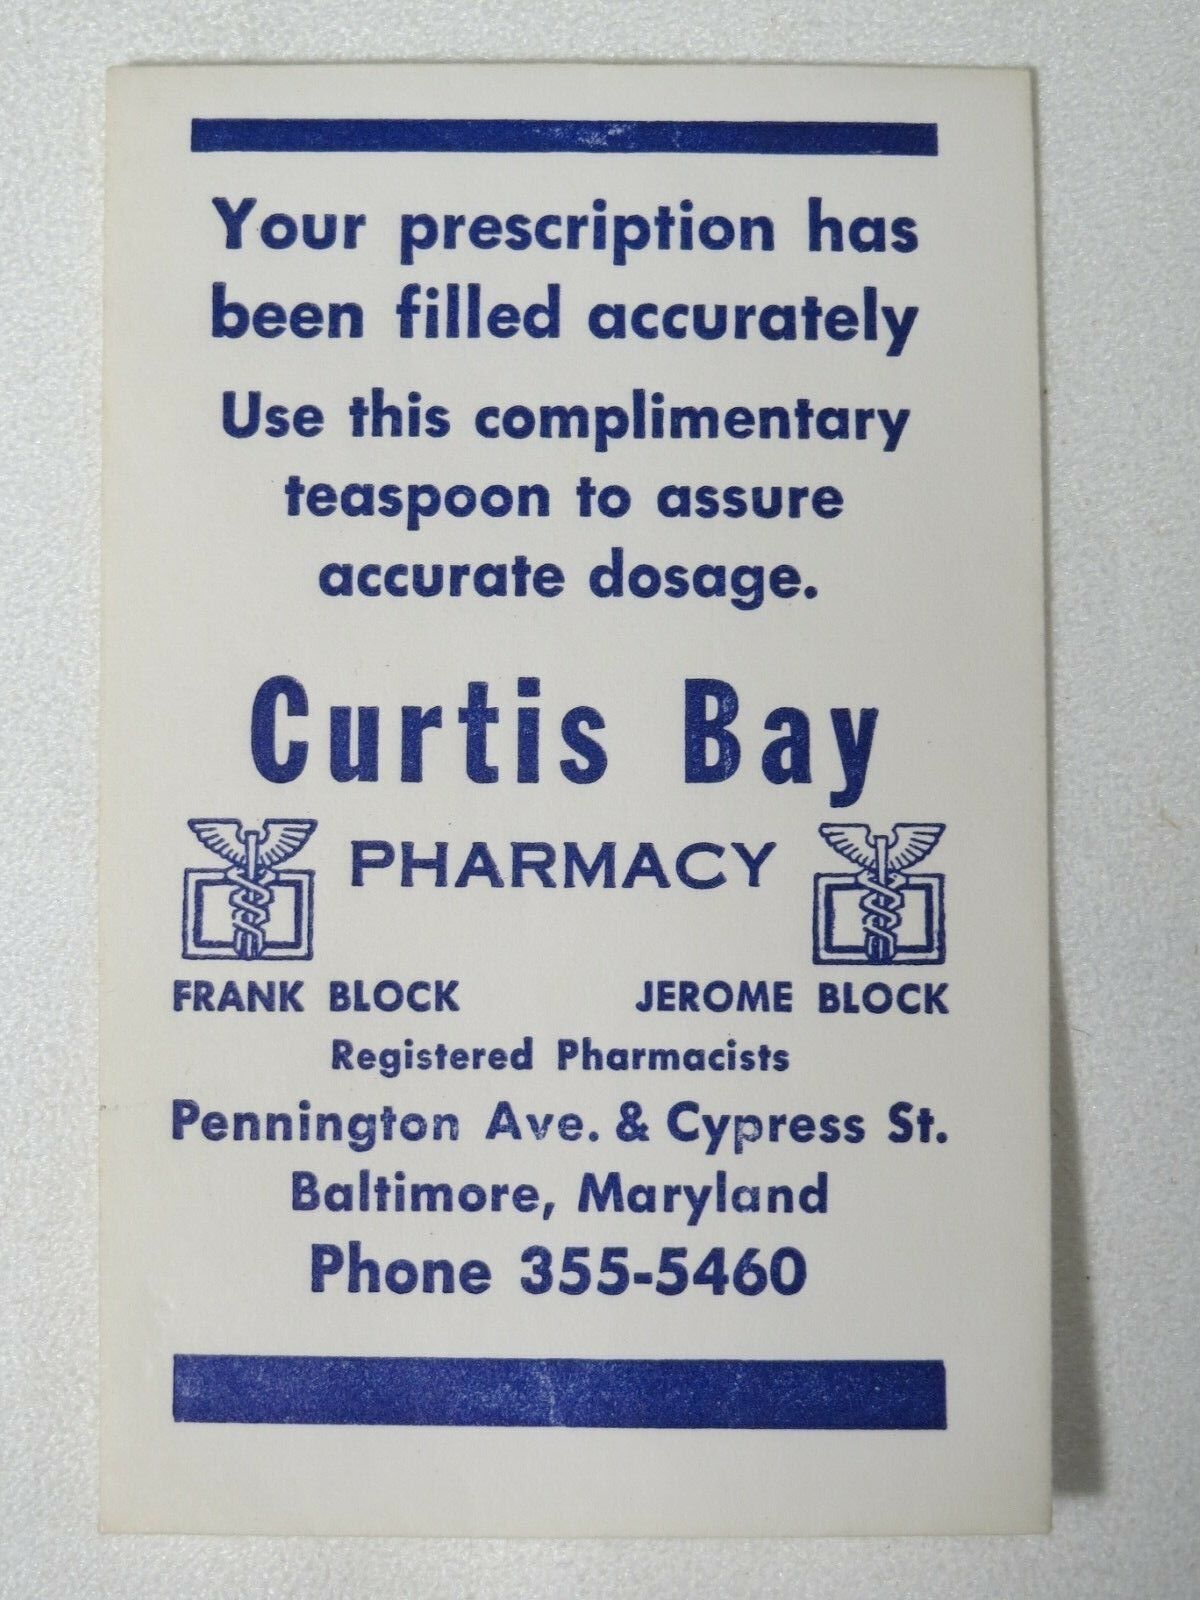 Your prescription has
been filled accurately
Use this complimentary
teaspoon to assure
accurate dosage.
Curtis Bay
PHARMACY
FRANK BLOCK JEROME BLOCK
Registered Pharmacists
Pennington Ave. & Cypress St.
Baltimore, Maryland
Phone 355-5460